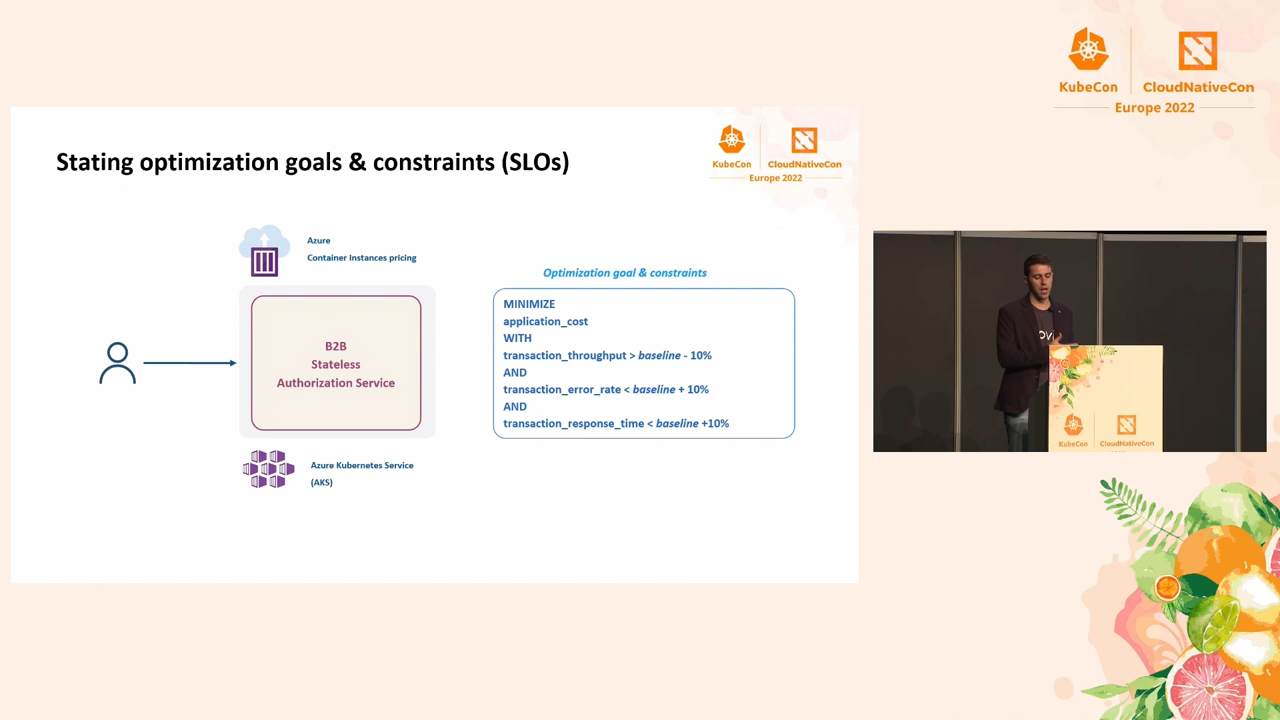 KubeCon
CloudNativeCon
Europe 2022
Stating optimization goals & constraints (SLOs)
KubeCon
CloudNativeCon
Europe 2022
Azure
Container Instances pricing
B2B
Stateless
Authorization Service
Azure Kubernetes Service
(AKS)
Optimization goal & constraints
MINIMIZE
application_cost
WITH
transaction_throughput > baseline - 10%
AND
transaction_error_rate < baseline + 10%
AND
transaction_response_time < baseline +10%
KubeCon
CloudNativeCon